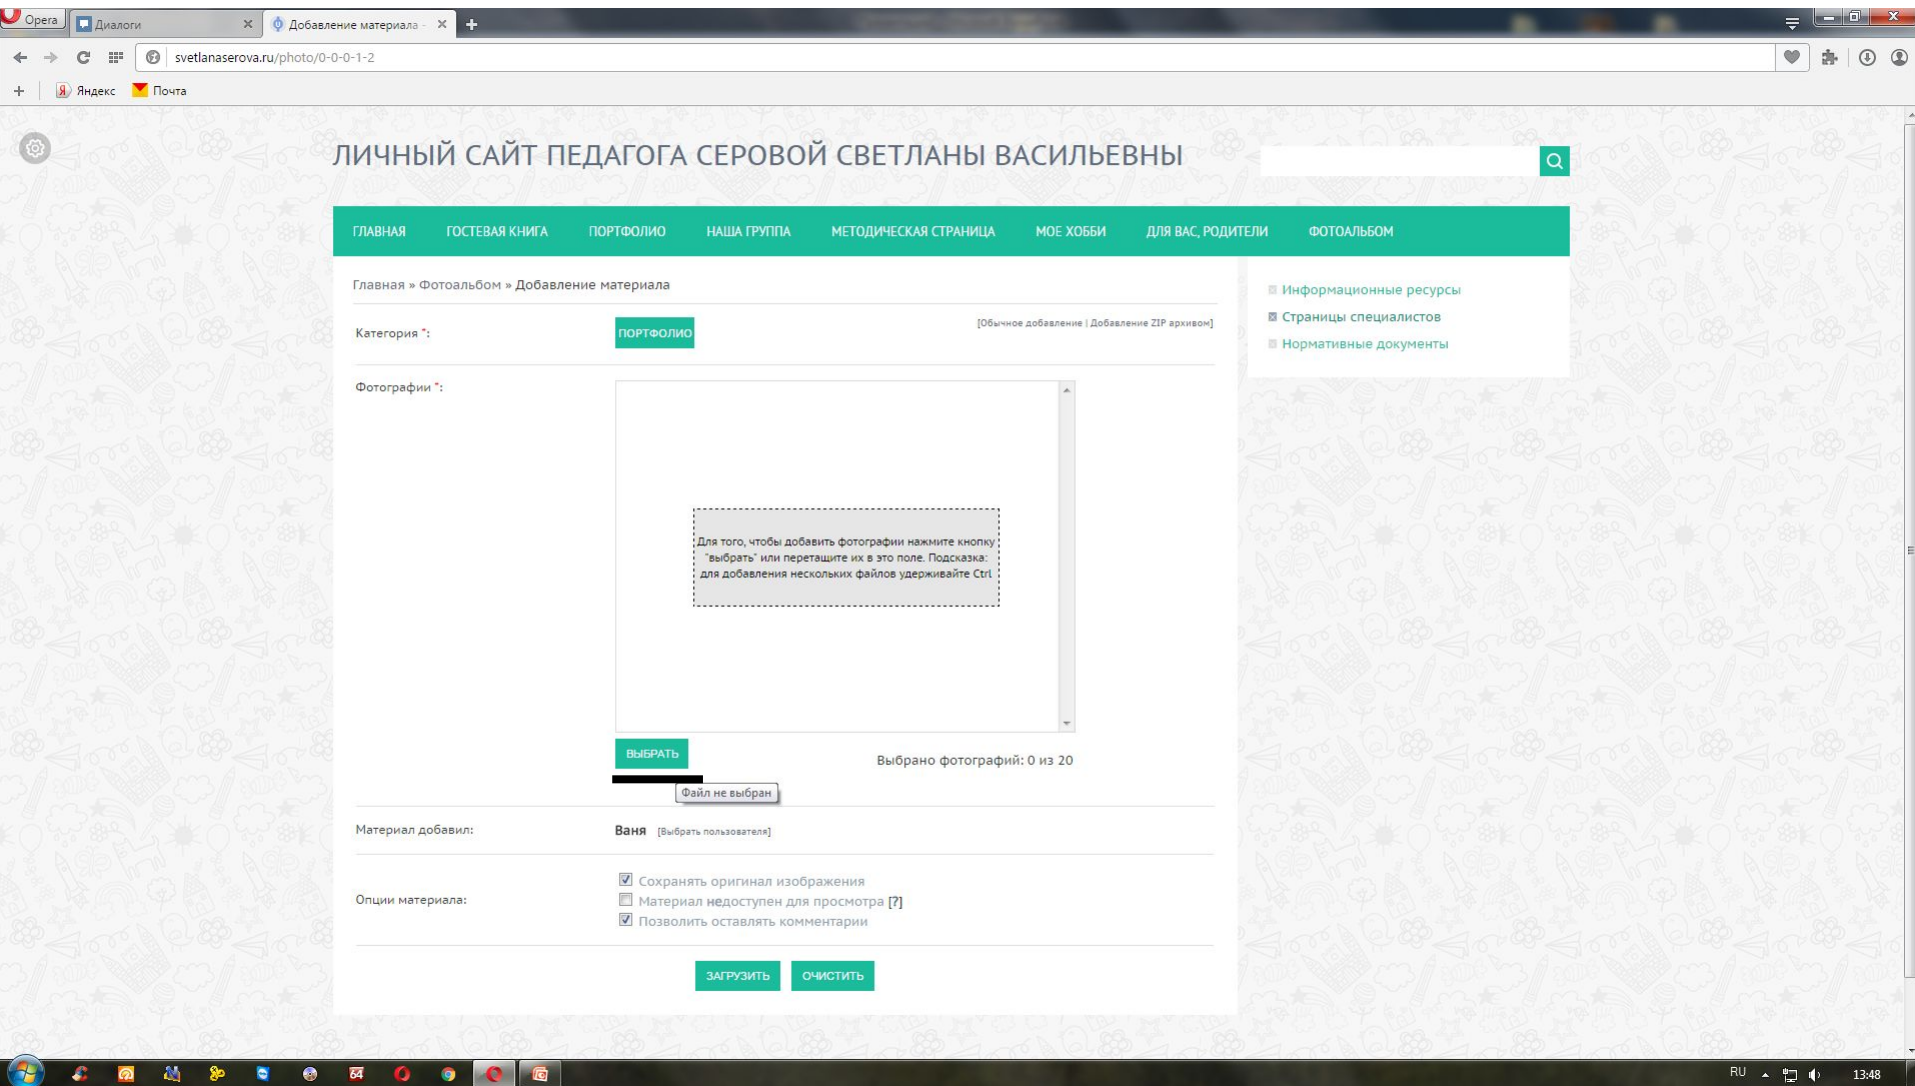 Opera
Диалоги
Добавление материала -
svetlanaserova.ru/photo/0-0-0-1-2
Яндекс
Почта
ЛИЧНЫЙ САЙТ ПЕДАГОГА СЕРОВОЙ СВЕТЛАНЫ ВАСИЛЬЕВНЫ
ГЛАВНАЯ ГОСТЕВАЯ КНИГА ПОРТФОЛИО НАША ГРУППА МЕТОДИЧЕСКАЯ СТРАНИЦА МОЕ ХОББИ ДЛЯ ВАС, РОДИТЕЛИ ФОТОАЛЬБОМ
Главная » Фотоальбом » Добавление материала
Категория *:
ПОРТФОЛИО
[Обычное добавление | Добавление ZIP архивом]
Фотографии *:
Для того, чтобы добавить фотографии нажмите кнопку
"выбрать" или перетащите их в это поле. Подсказка:
для добавления нескольких файлов удерживайте Ctrl
ВЫБРАТЬ
Выбрано фотографий: 0 из 20
Файл не выбран
Материал добавил:
Ваня [Выбрать пользователя]
Опции материала:
Сохранять оригинал изображения
Материал недоступен для просмотра [?]
Позволить оставлять комментарии
ЗАГРУЗИТЬ ОЧИСТИТЬ
Информационные ресурсы
Страницы специалистов
Нормативные документы
64
RU
13:48